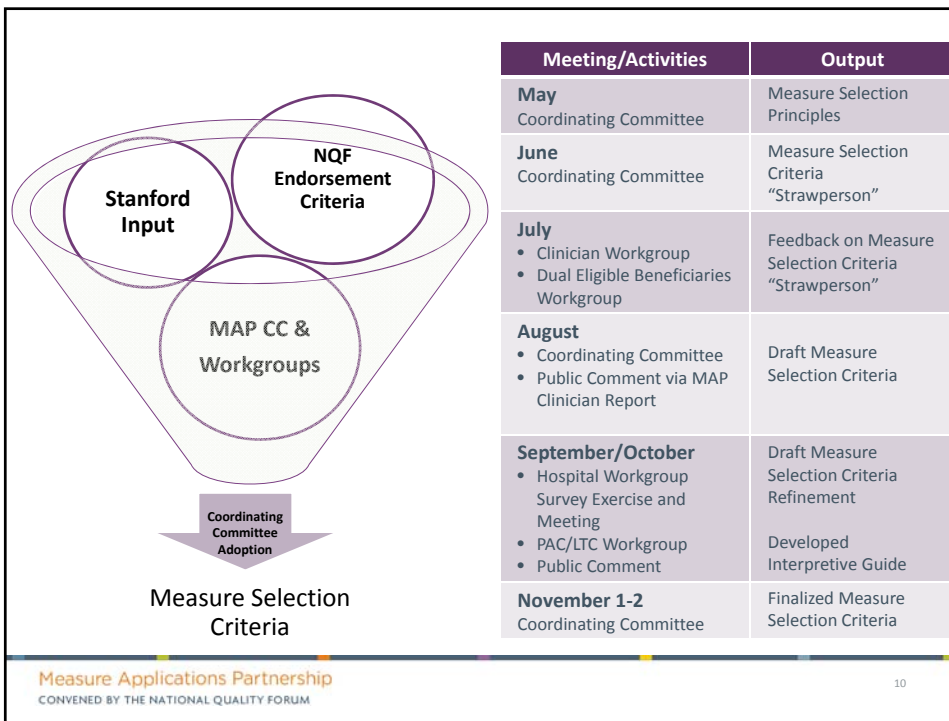 Stanford
Input
NQF
Endorsement
Criteria
MAP CC &
Workgroups
Coordinating
Committee
Adoption
Measure Selection
Criteria
Meeting/Activities
Output
May
Coordinating Committee
Measure Selection
Principles
June
Coordinating Committee
Measure Selection
Criteria
“Strawperson”
July
• Clinician Workgroup
• Dual Eligible Beneficiaries
Workgroup
Feedback on Measure
Selection Criteria
“Strawperson”
August
• Coordinating Committee
• Public Comment via MAP
Clinician Report
Draft Measure
Selection Criteria
September/October
• Hospital Workgroup
Survey Exercise and
Meeting
• PAC/LTC Workgroup
• Public Comment
Draft Measure
Selection Criteria
Refinement
Developed
Interpretive Guide
November 1-2
Coordinating Committee
Finalized Measure
Selection Criteria
Measure Applications Partnership
CONVENED BY THE NATIONAL QUALITY FORUM
10